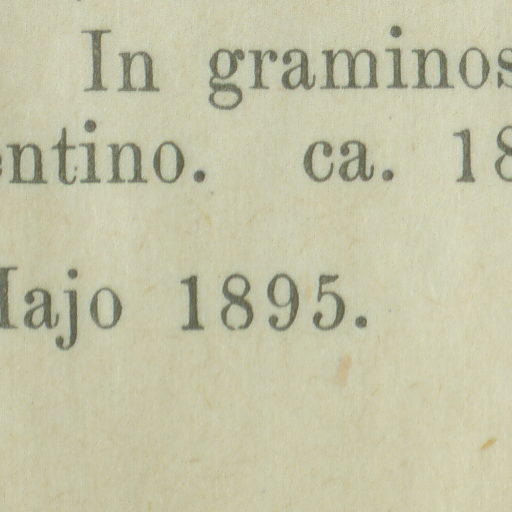 In graminos
entino. ca. 18
Majo 1895.